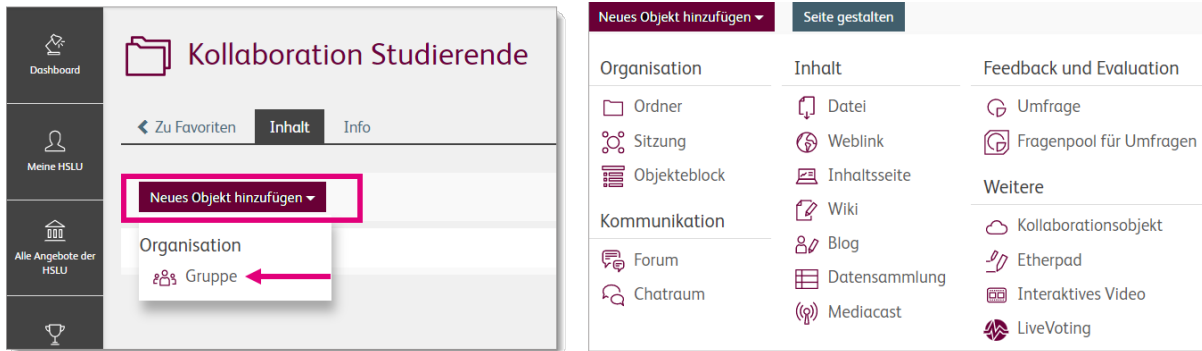 Dashboard
Meine HSLU
Alle Angebote der
HSLU
Kollaboration Studierende
Zu Favoriten
Inhalt
Info
Neues Objekt hinzufügen
Organisation
Gruppe
Neues Objekt hinzufügen
Seite gestalten
Organisation
Ordner
Sitzung
Objekteblock
Kommunikation
Forum
Chatraum
Inhalt
Datei
Weblink
Inhaltsseite
Wiki
Blog
Datensammlung
Mediacast
Feedback und Evaluation
Umfrage
Fragenpool für Umfragen
Weitere
Kollaborationsobjekt
Etherpad
Interaktives Video
LiveVoting